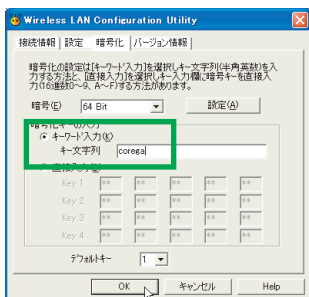 Wireless LAN Configuration Utility
接続情報 設定 暗号化 バージョン情報
暗号化の設定は[キーワード入力]を選択しキー文字列(半角英数)を入
力する方法と、[直接入力]を選択しキー入力欄に暗号キーを直接入
力(16進数0~9、A~F)する方法があります。
暗号(E) 64 Bit 設定(A)
暗号化キーの入力
キーワード入力(K)
キー文字列 corega
直接入力
Key 1 ** ** ** ** **
Key 2 ** ** ** ** **
Key 3 ** ** ** ** **
Key 4 ** ** ** ** **
デフォルトキー 1
OK キャンセル Help